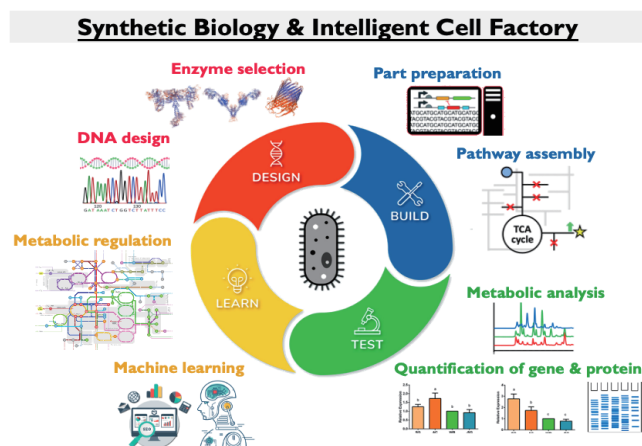 Synthetic Biology & Intelligent Cell Factory
Enzyme selection
Part preparation
DNA design
Pathway assembly
DESIGN
BUILD
TCA
cycle
Metabolic regulation
LEARN
TEST
Metabolic analysis
Machine learning
Quantification of gene & protein